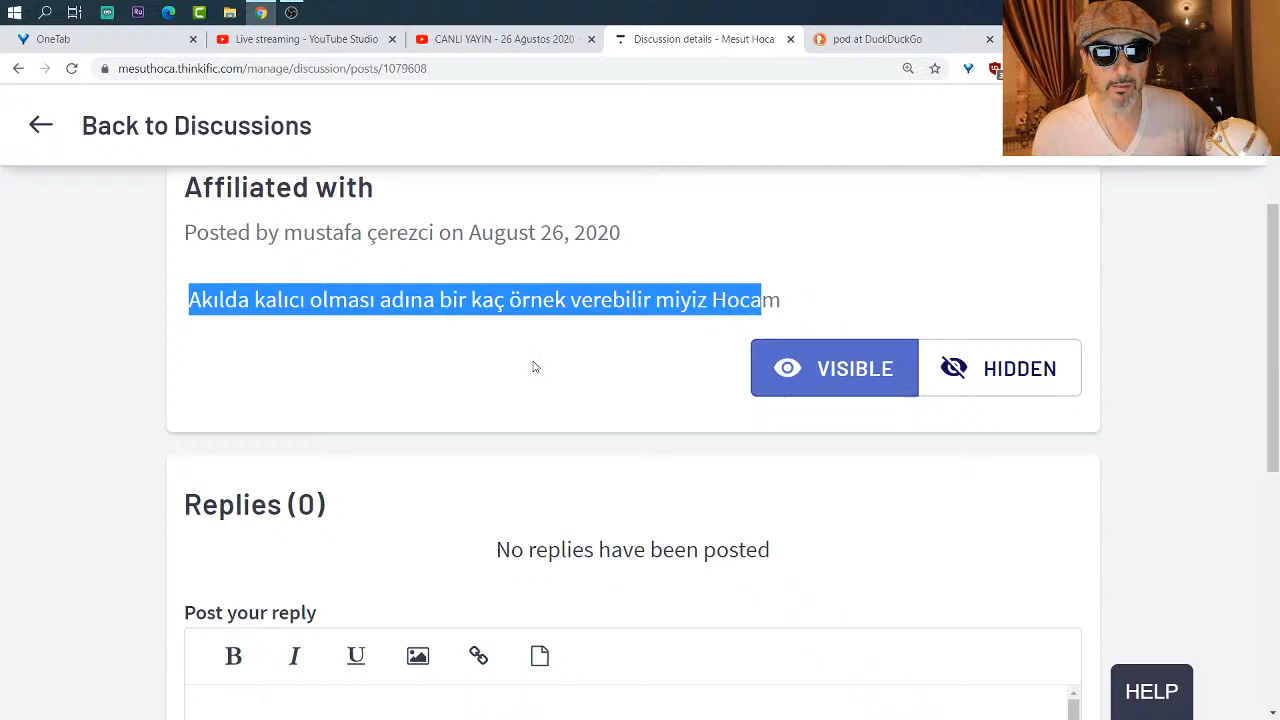 OneTab
Live streaming - YouTube Studio
CANLI YAYIN - 26 Ağustos 2020 -
Discussion details - Mesut Hoca
pod at DuckDuckGo
mesuthoca.thinkific.com/manage/discussion/posts/1079801
Back to Discussions
Affiliated with
Posted by mustafa çerezci on August 26, 2020
Akılda kalıcı olması adına bir kaç örnek verebilir miyiz Hocam
VISIBLE
HIDDEN
Replies (0)
No replies have been posted
Post your reply
B I U
HELP